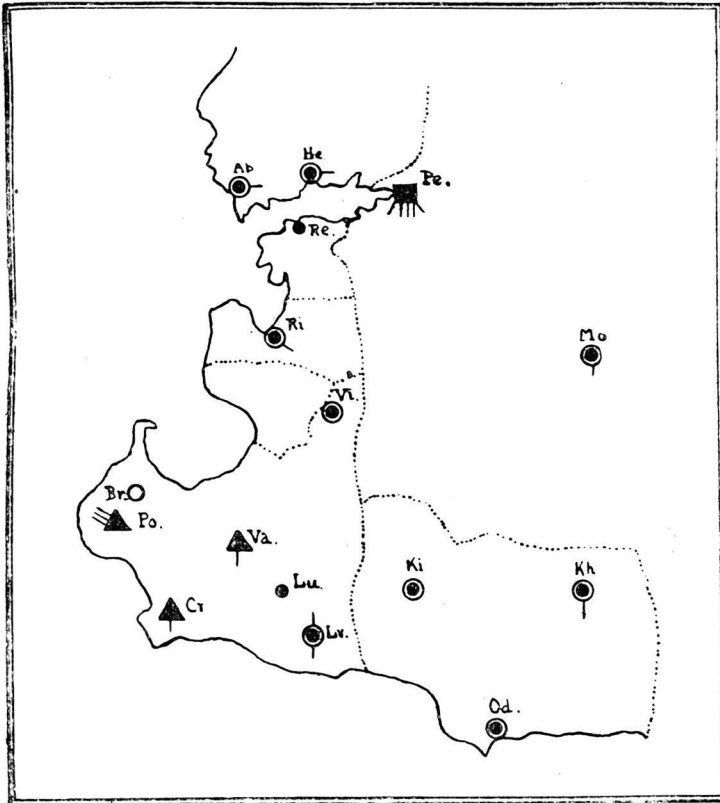 He
Ab
Pe.
Re.
Ri
Mo
Vi.
Br.
Po.
Va.
Ki
Kh
Lu.
Cr
Lv.
Od.